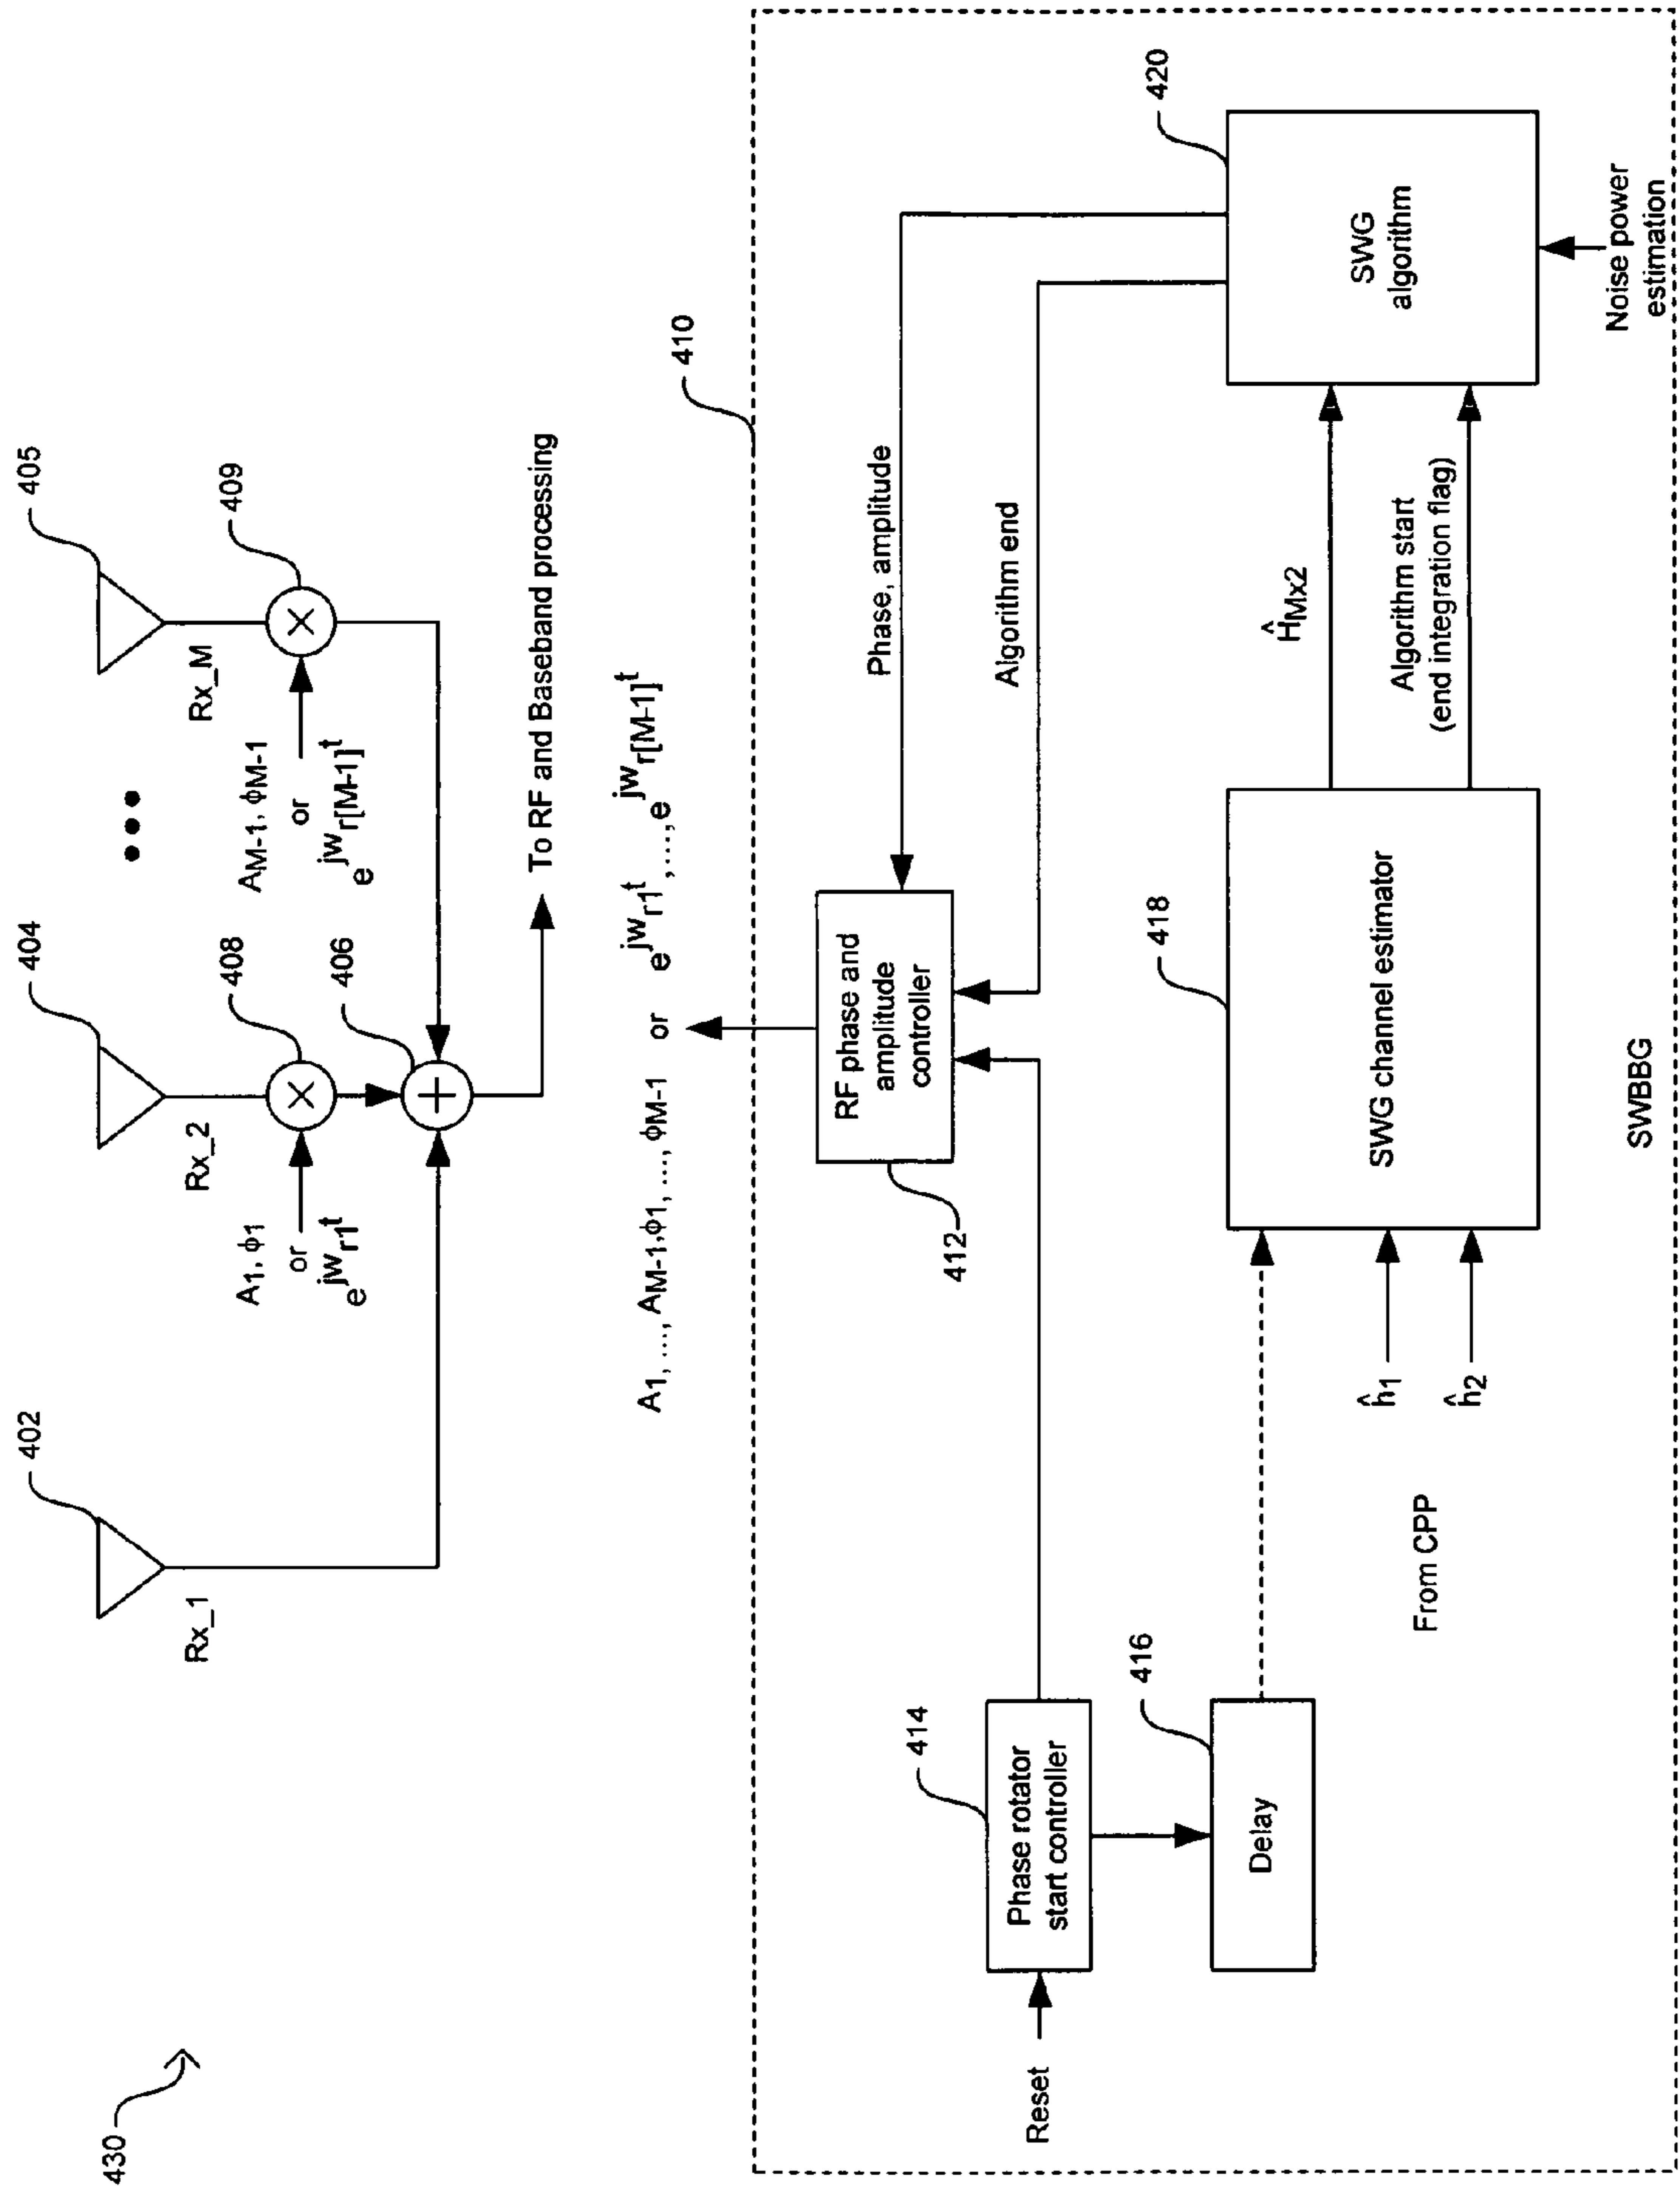 430
402
404
405
Rx_1
Rx_2
Rx_M
408
409
406
A1, ϕ1
or
e^jwr1^t
AM-1, ϕM-1
or
e^jwr[M-1]^t
To RF and Baseband processing
A1, ..., AM-1,ϕ1, ..., ϕM-1 or e^jwr1^t,...,e^jwr[M-1]^t
410
RF phase and
amplitude
controller
412
Phase, amplitude
Algorithm end
Reset
Phase rotator
start controller
414
Delay
416
From CPP
ĥ1
ĥ2
SWG channel estimator
418
ĤMx2
Algorithm start
(end integration flag)
SWG
algorithm
420
Noise power
estimation
SWBBG